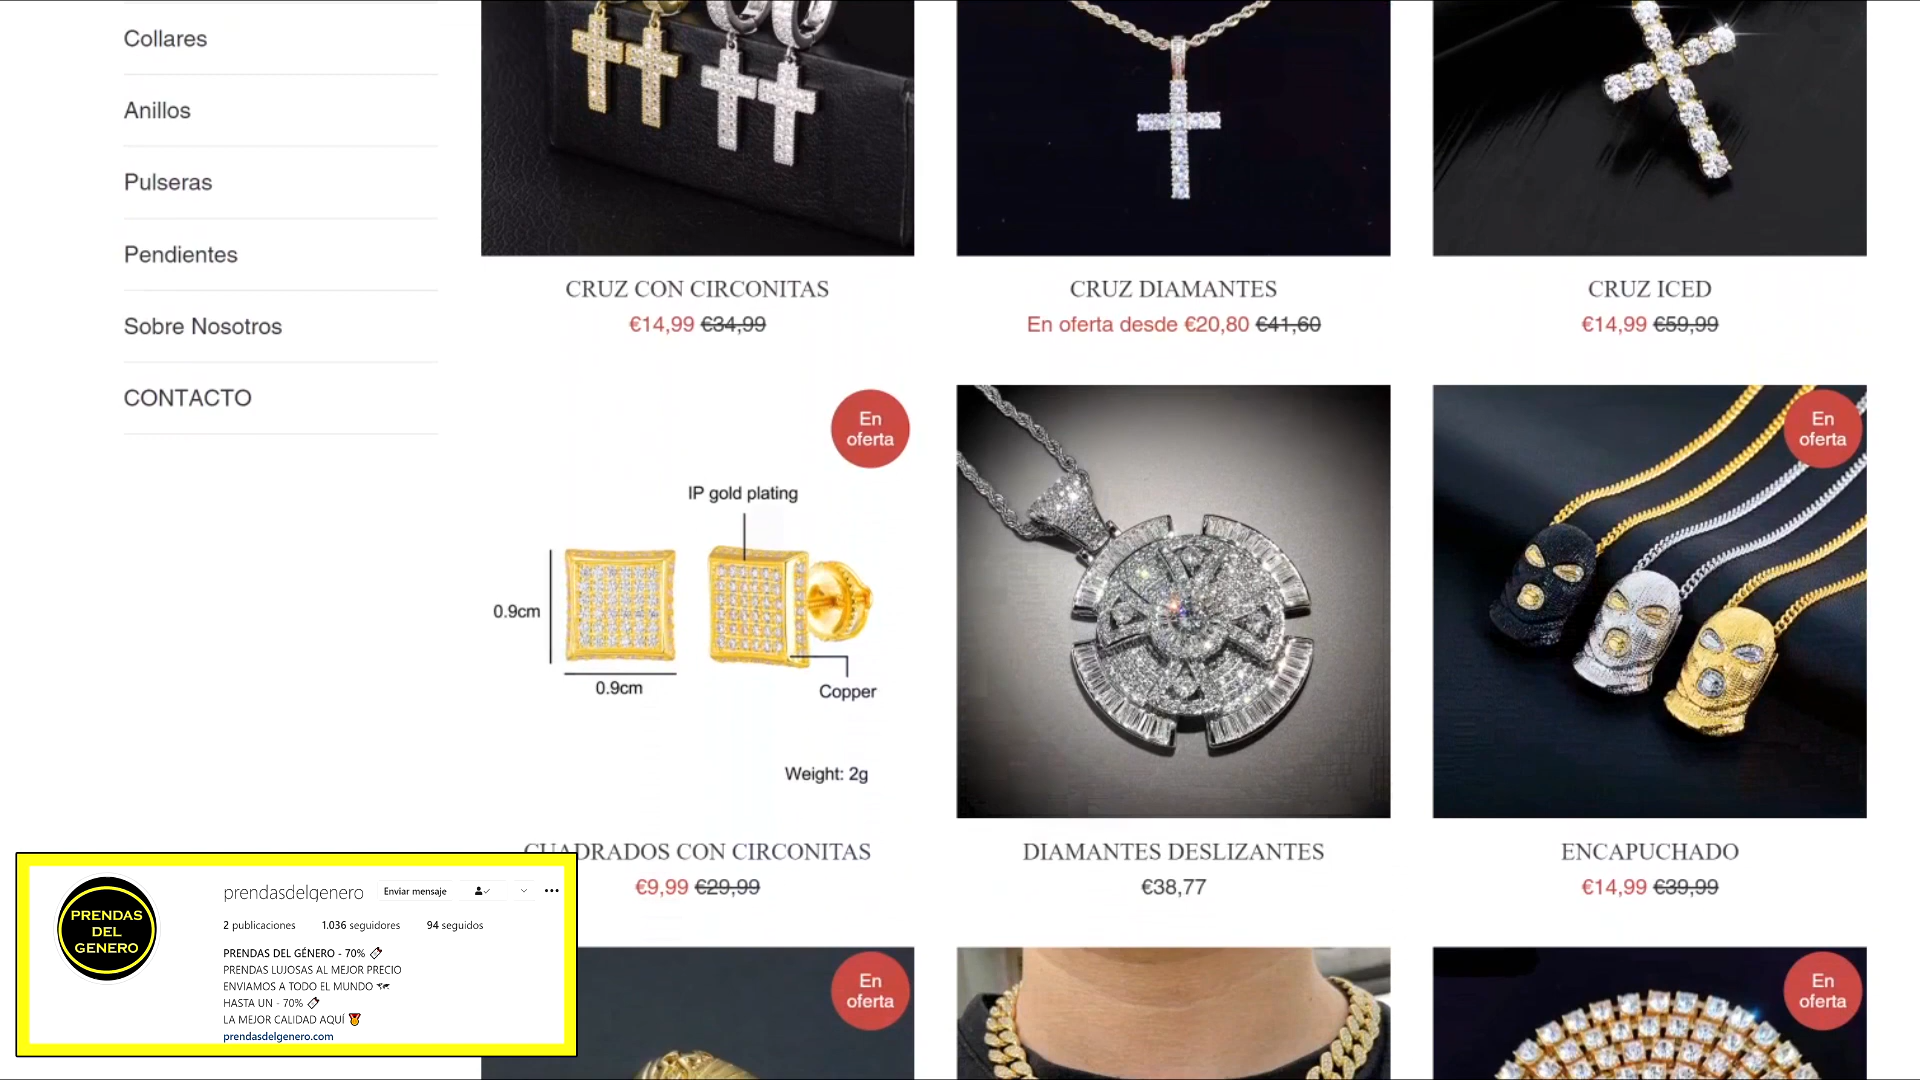 Collares
Anillos
Pulseras
Pendientes
Sobre Nosotros
CONTACTO
CRUZ CON CIRCONITAS
€14,99 €34,99
CRUZ DIAMANTES
En oferta desde €20,80 €41,60
CRUZ ICED
€14,99 €59,99
En
oferta
IP gold plating
0.9cm
0.9cm
Copper
Weight: 2g
En
oferta
CUADRADOS CON CIRCONITAS
€9,99 €29,99
DIAMANTES DESLIZANTES
€38,77
ENCAPUCHADO
€14,99 €39,99
En
oferta
En
oferta
PRENDAS
DEL
GENERO
prendasdelgenero Enviar mensaje
2 publicaciones 1.036 seguidores 94 seguidos
PRENDAS DEL GÉNERO - 70%
PRENDAS LUJOSAS AL MEJOR PRECIO
ENVIAMOS A TODO EL MUNDO
HASTA UN - 70%
LA MEJOR CALIDAD AQUÍ
prendasdelgenero.com